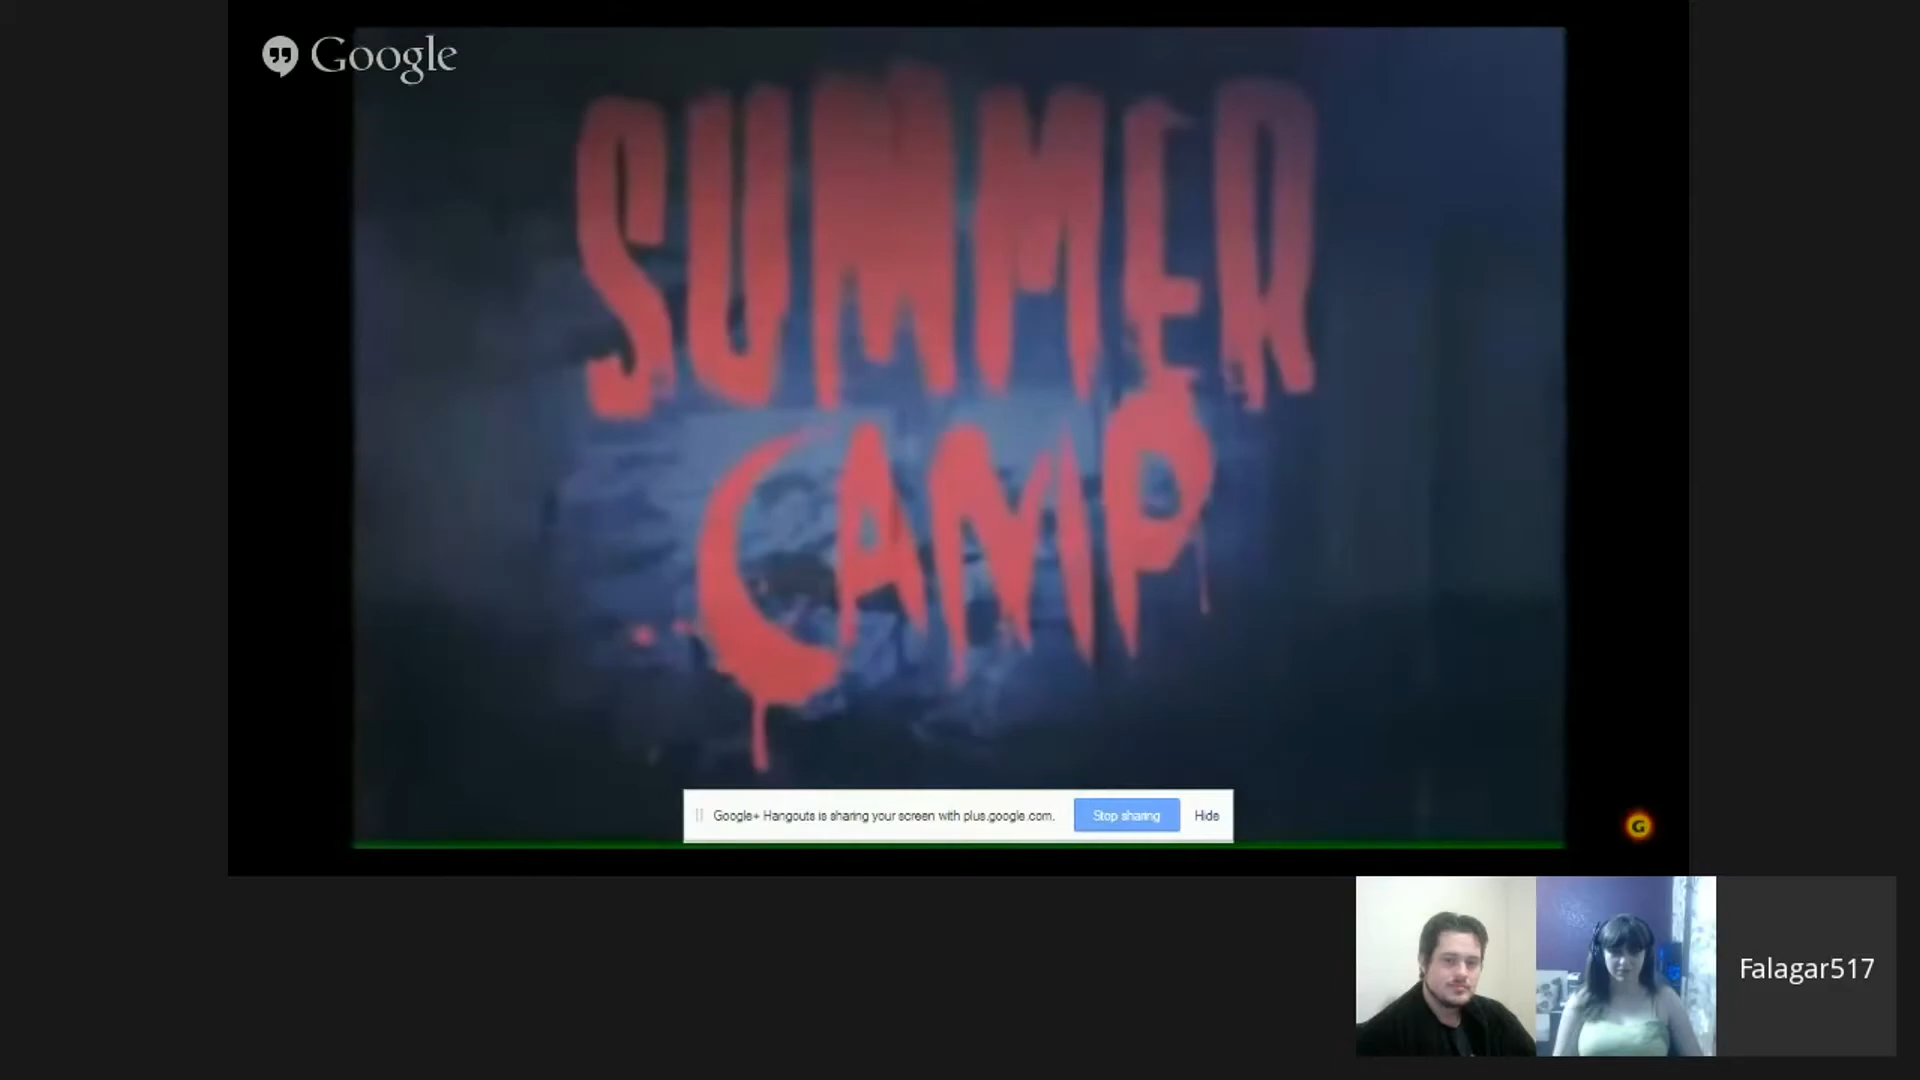 Google
SUMMER
CAMP
Google+ Hangouts is sharing your screen with plus.google.com.
Stop sharing
Hide
G
Falagar517